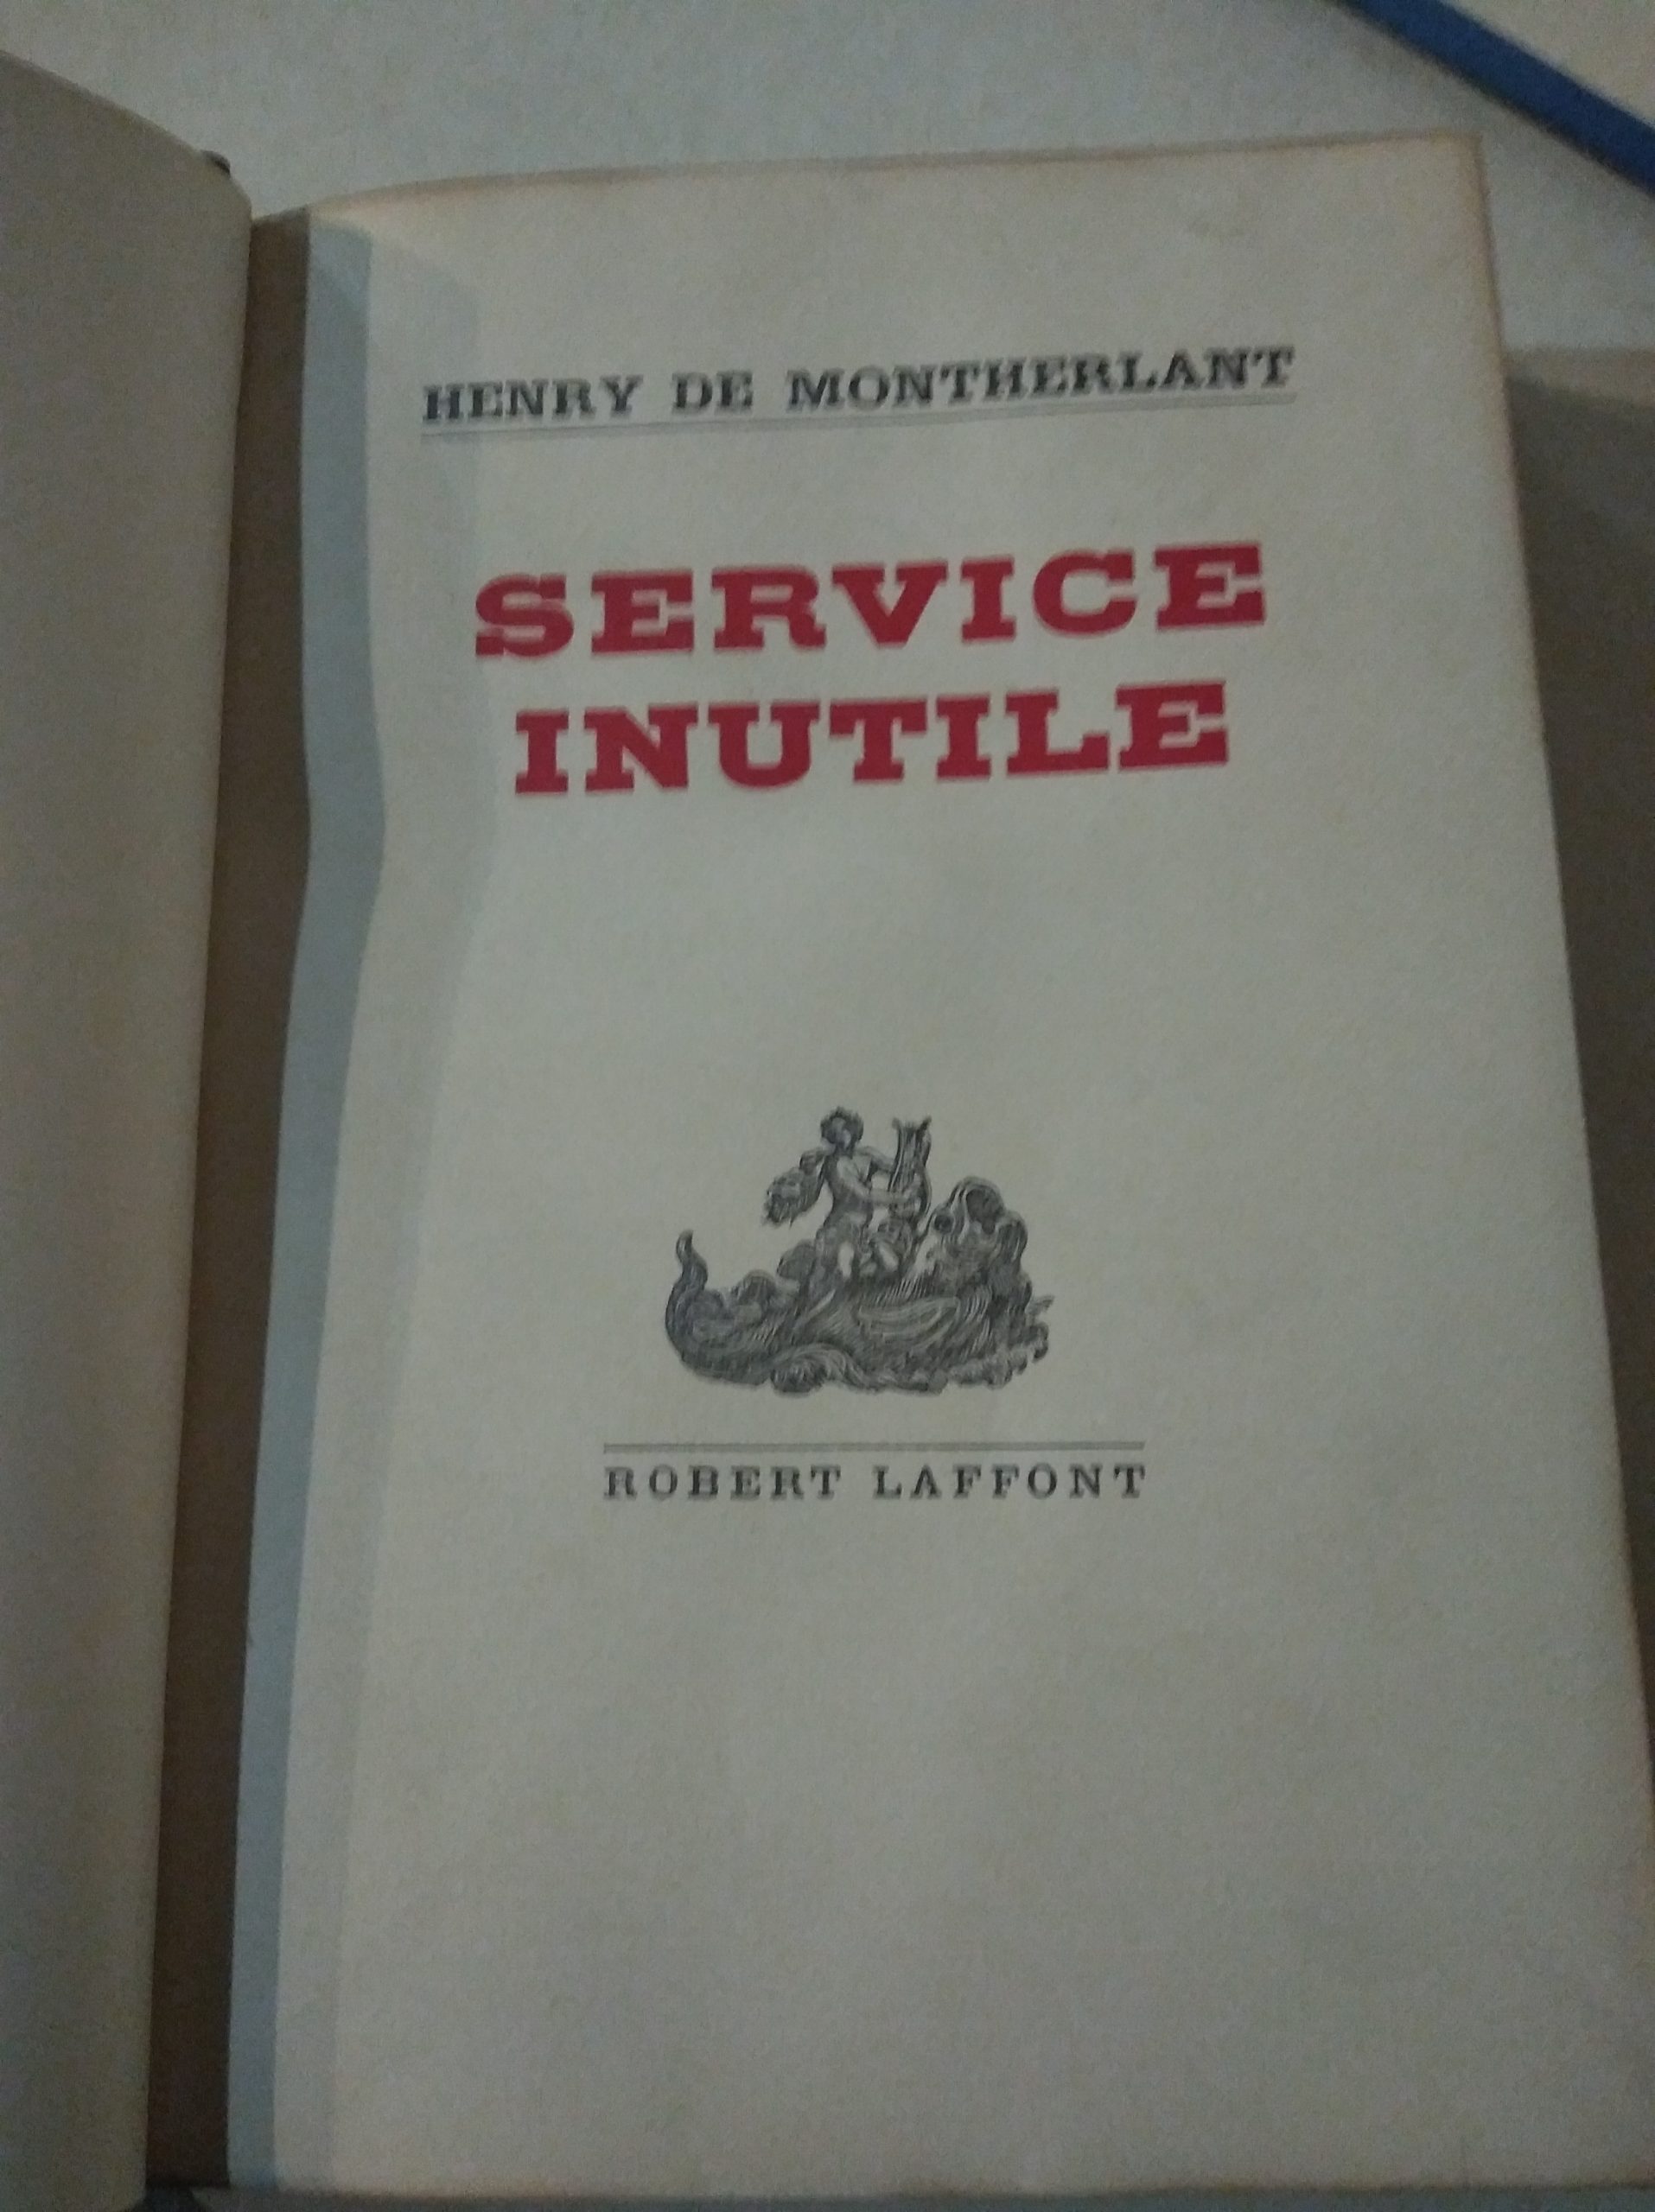 HENRY DE MONTHERLANT
SERVICE
INUTILE
ROBERT LAFFONT